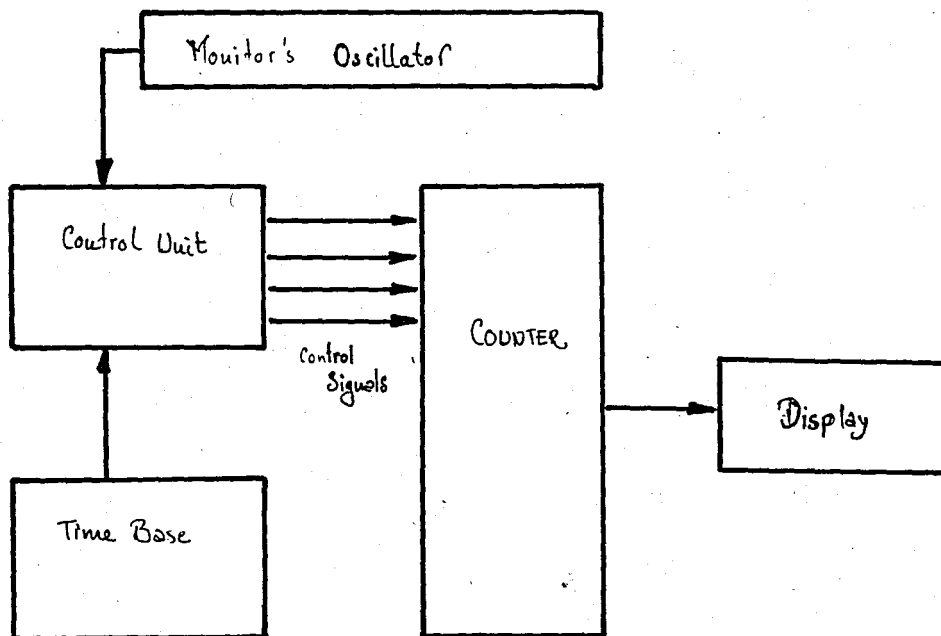 Monitor's Oscillator
Control Unit
Control
Signals
COUNTER
Display
Time Base